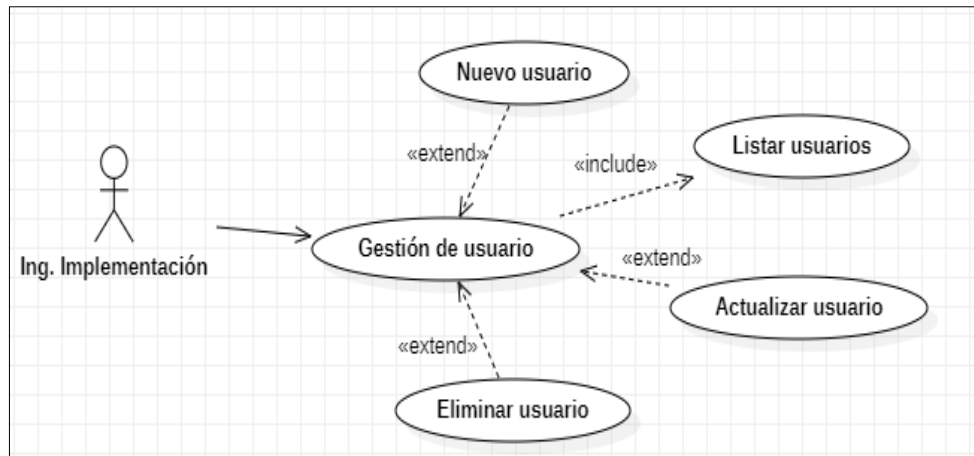 Nuevo usuario
«extend»
Listar usuarios
«include»
Ing. Implementación
Gestión de usuario
«extend»
Actualizar usuario
«extend»
Eliminar usuario